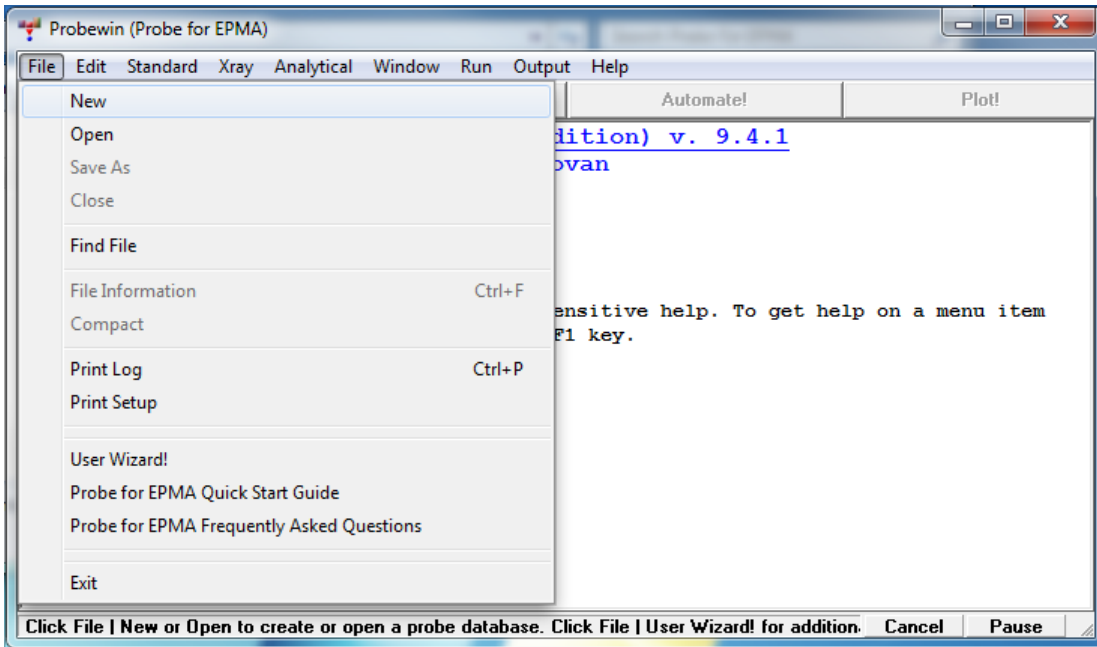 Probewin (Probe for EPMA)
File Edit Standard Xray Analytical Window Run Output Help
Automate! Plot!
New
Open
Save As
Close
Find File
File Information Ctrl+F
Compact
Print Log Ctrl+P
Print Setup
User Wizard!
Probe for EPMA Quick Start Guide
Probe for EPMA Frequently Asked Questions
Exit
dition) v. 9.4.1
ovan
ensitive help. To get help on a menu item
F1 key.
Click File | New or Open to create or open a probe database. Click File | User Wizard! for addition. Cancel Pause